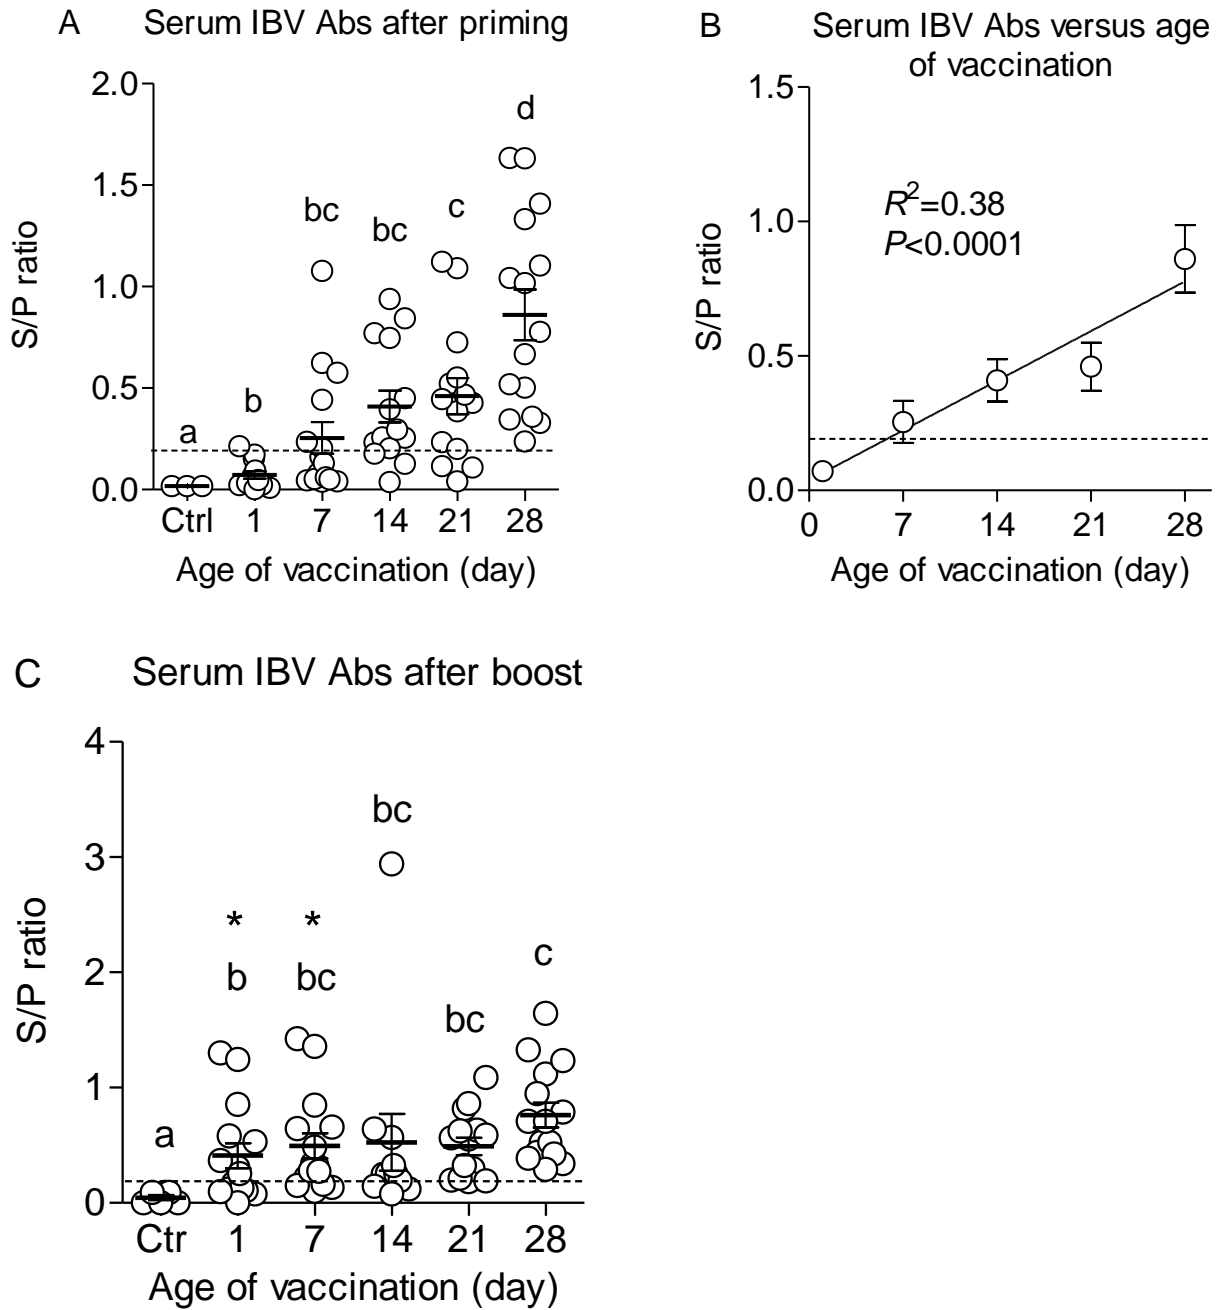 A
Serum IBV Abs after priming
S/P ratio
2.0
1.5
1.0
0.5
0.0
a
b
bc
bc
c
d
Ctrl 1 7 14 21 28
Age of vaccination (day)
B
Serum IBV Abs versus age
of vaccination
S/P ratio
1.5
1.0
0.5
0.0
R²=0.38
P<0.0001
0 7 14 21 28
Age of vaccination (day)
C
Serum IBV Abs after boost
S/P ratio
4
3
2
1
0
a
*
b
*
bc
bc
bc
c
Ctr 1 7 14 21 28
Age of vaccination (day)